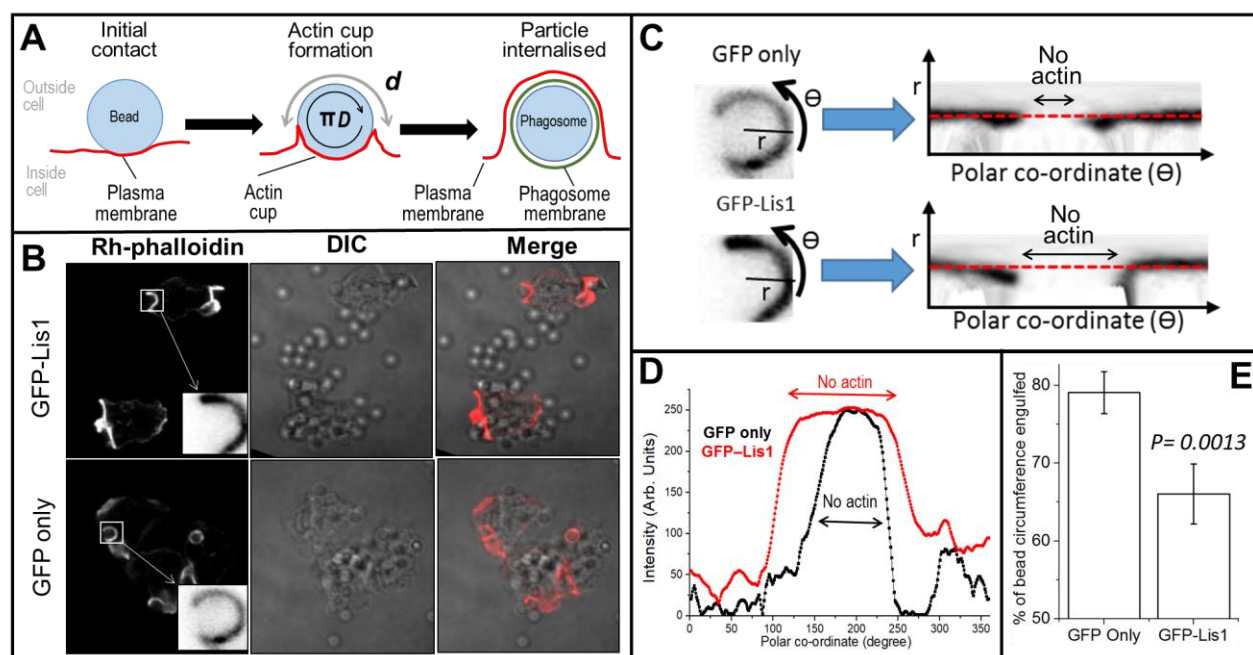 A
Initial
contact
Actin cup
formation
Particle
internalised
Outside
cell
Inside
cell
Bead
πD
d
Phagosome
Plasma
membrane
Actin
cup
Plasma
membrane
Phagosome
membrane
B
Rh-phalloidin
DIC
Merge
GFP-Lis1
GFP only
C
GFP only
Ɵ
r
r
No
actin
Polar co-ordinate (Ɵ)
GFP-Lis1
Ɵ
r
r
No
actin
Polar co-ordinate (Ɵ)
D
No actin
GFP only
GFP–Lis1
No actin
Intensity (Arb. Units)
250
200
150
100
50
0
0 50 100 150 200 250 300 350
Polar co-ordinate (degree)
E
% of bead circumference engulfed
80
70
60
50
P= 0.0013
GFP Only
GFP-Lis1